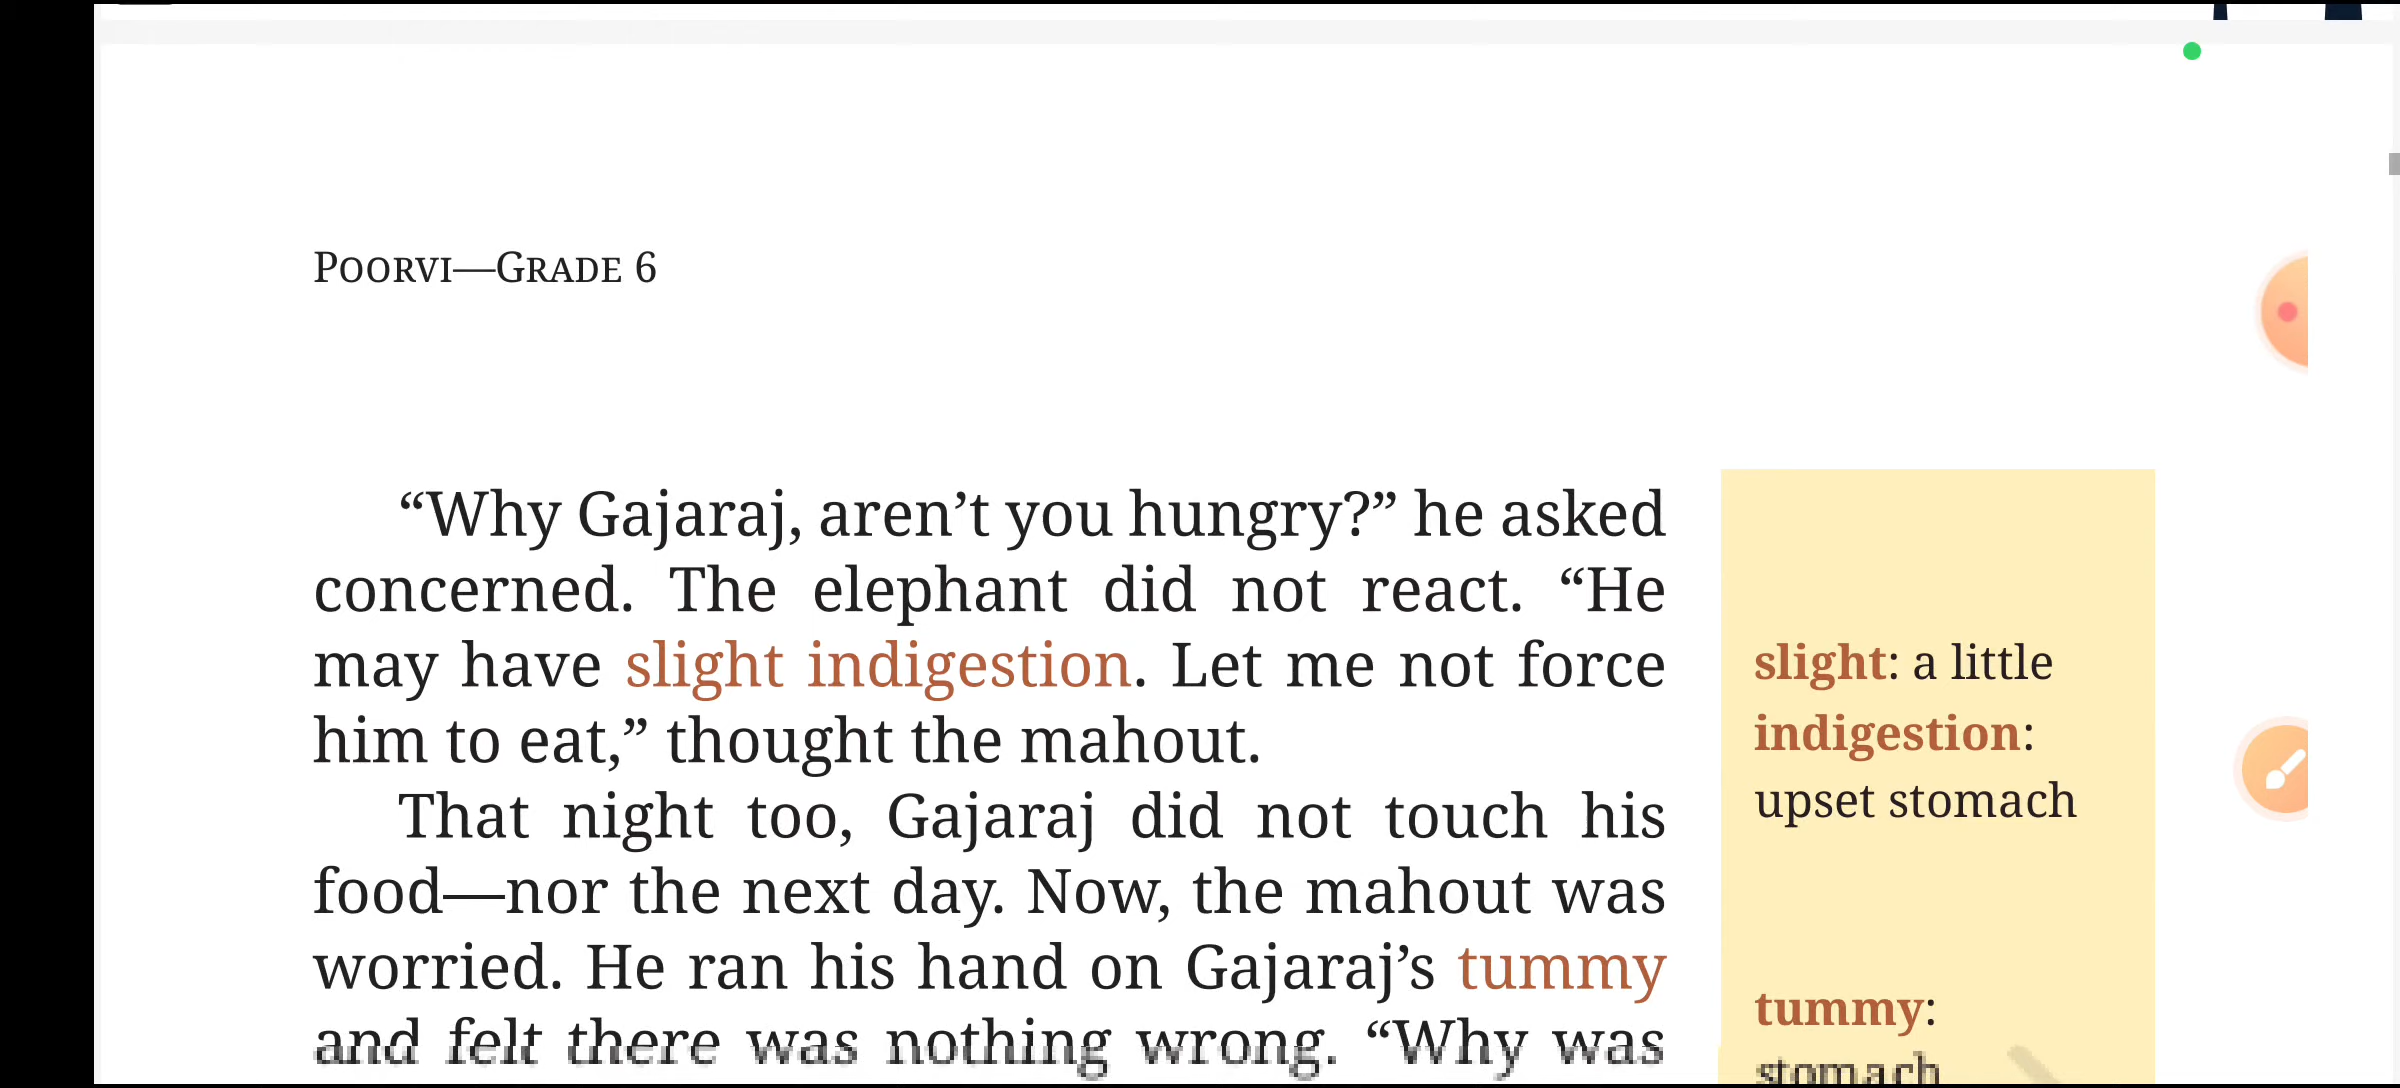 POORVI—GRADE 6
“Why Gajaraj, aren’t you hungry?” he asked
concerned. The elephant did not react. “He
may have slight indigestion. Let me not force
him to eat,” thought the mahout.
That night too, Gajaraj did not touch his
food—nor the next day. Now, the mahout was
worried. He ran his hand on Gajaraj’s tummy
and felt there was nothing wrong. “Why was
slight: a little
indigestion:
upset stomach
tummy:
stomach